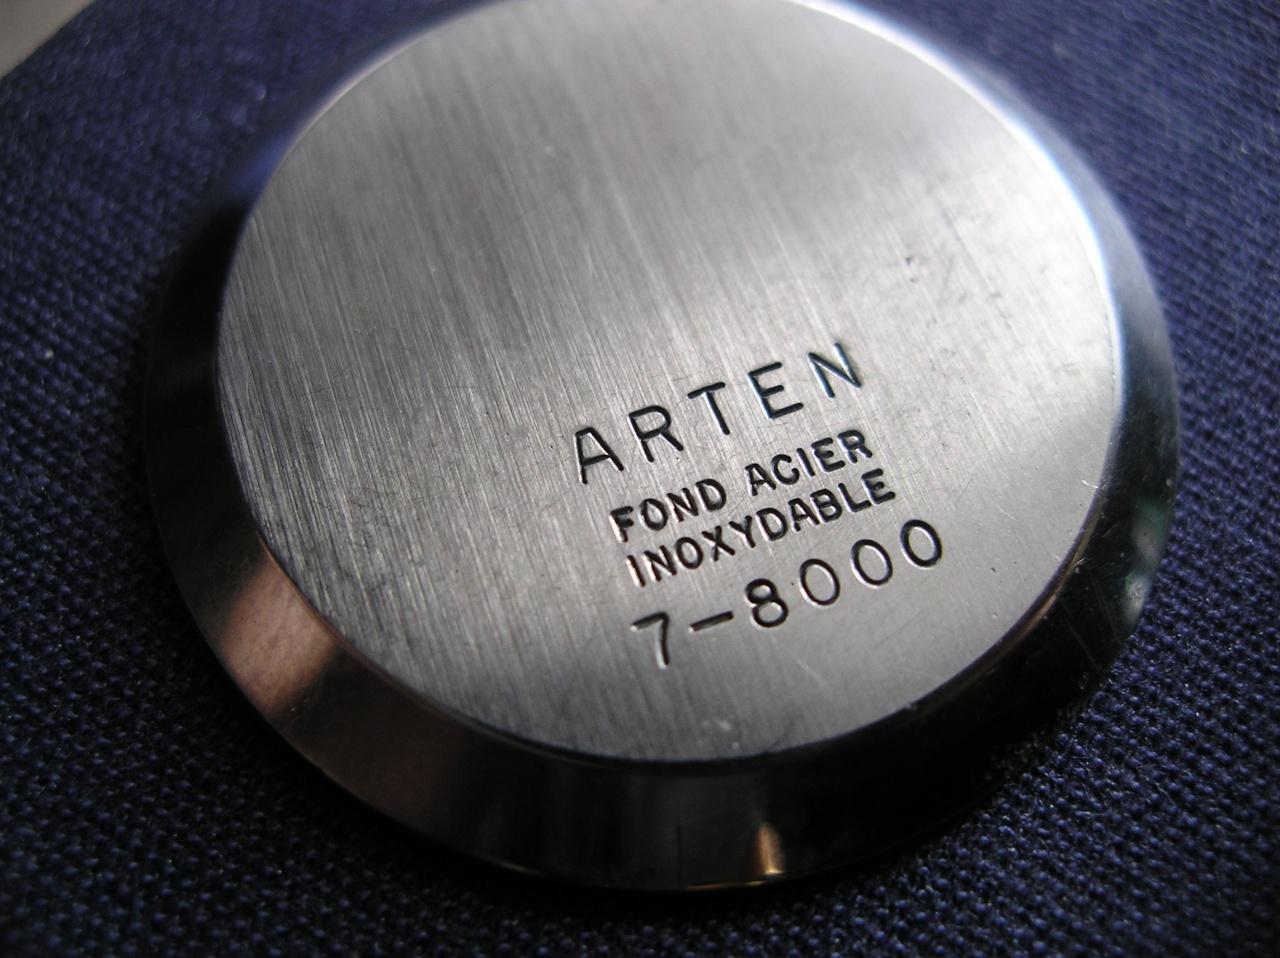 ARTEN
FOND ACIER
INOXYDABLE
7-8000